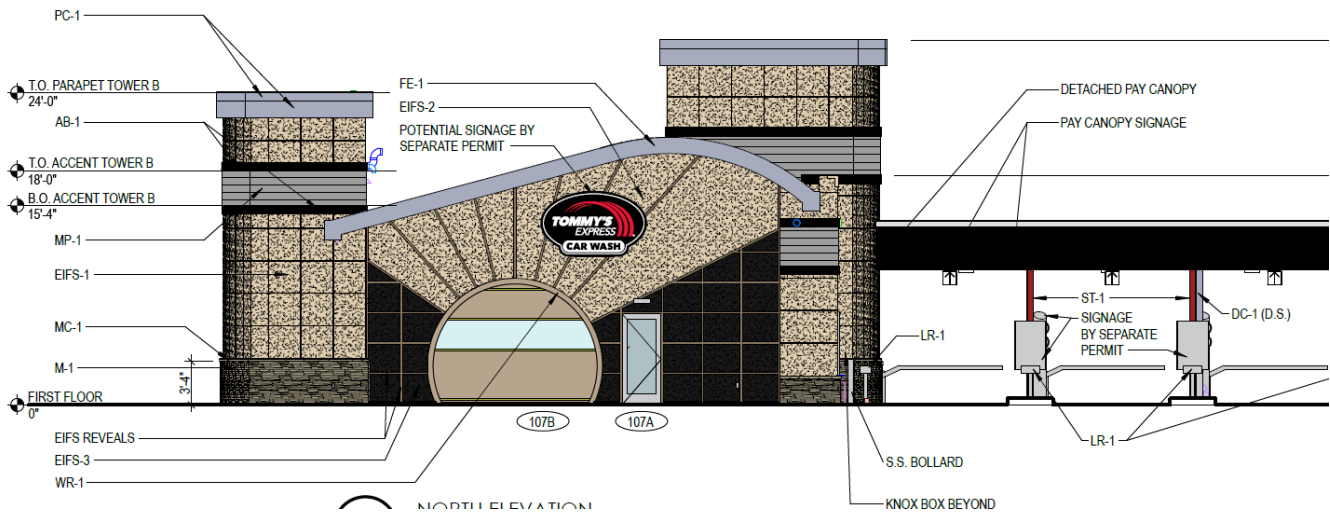 PC-1
T.O. PARAPET TOWER B
24'-0"
AB-1
T.O. ACCENT TOWER B
18'-0"
B.O. ACCENT TOWER B
15'-4"
MP-1
EIFS-1
MC-1
M-1
3'-4"
FIRST FLOOR
0"
EIFS REVEALS
EIFS-3
WR-1
FE-1
EIFS-2
POTENTIAL SIGNAGE BY
SEPARATE PERMIT
TOMMY'S
EXPRESS
CAR WASH
107B
107A
DETACHED PAY CANOPY
PAY CANOPY SIGNAGE
ST-1
SIGNAGE
BY SEPARATE
PERMIT
DC-1 (D.S.)
LR-1
LR-1
S.S. BOLLARD
KNOX BOX BEYOND
NORTH ELEVATION